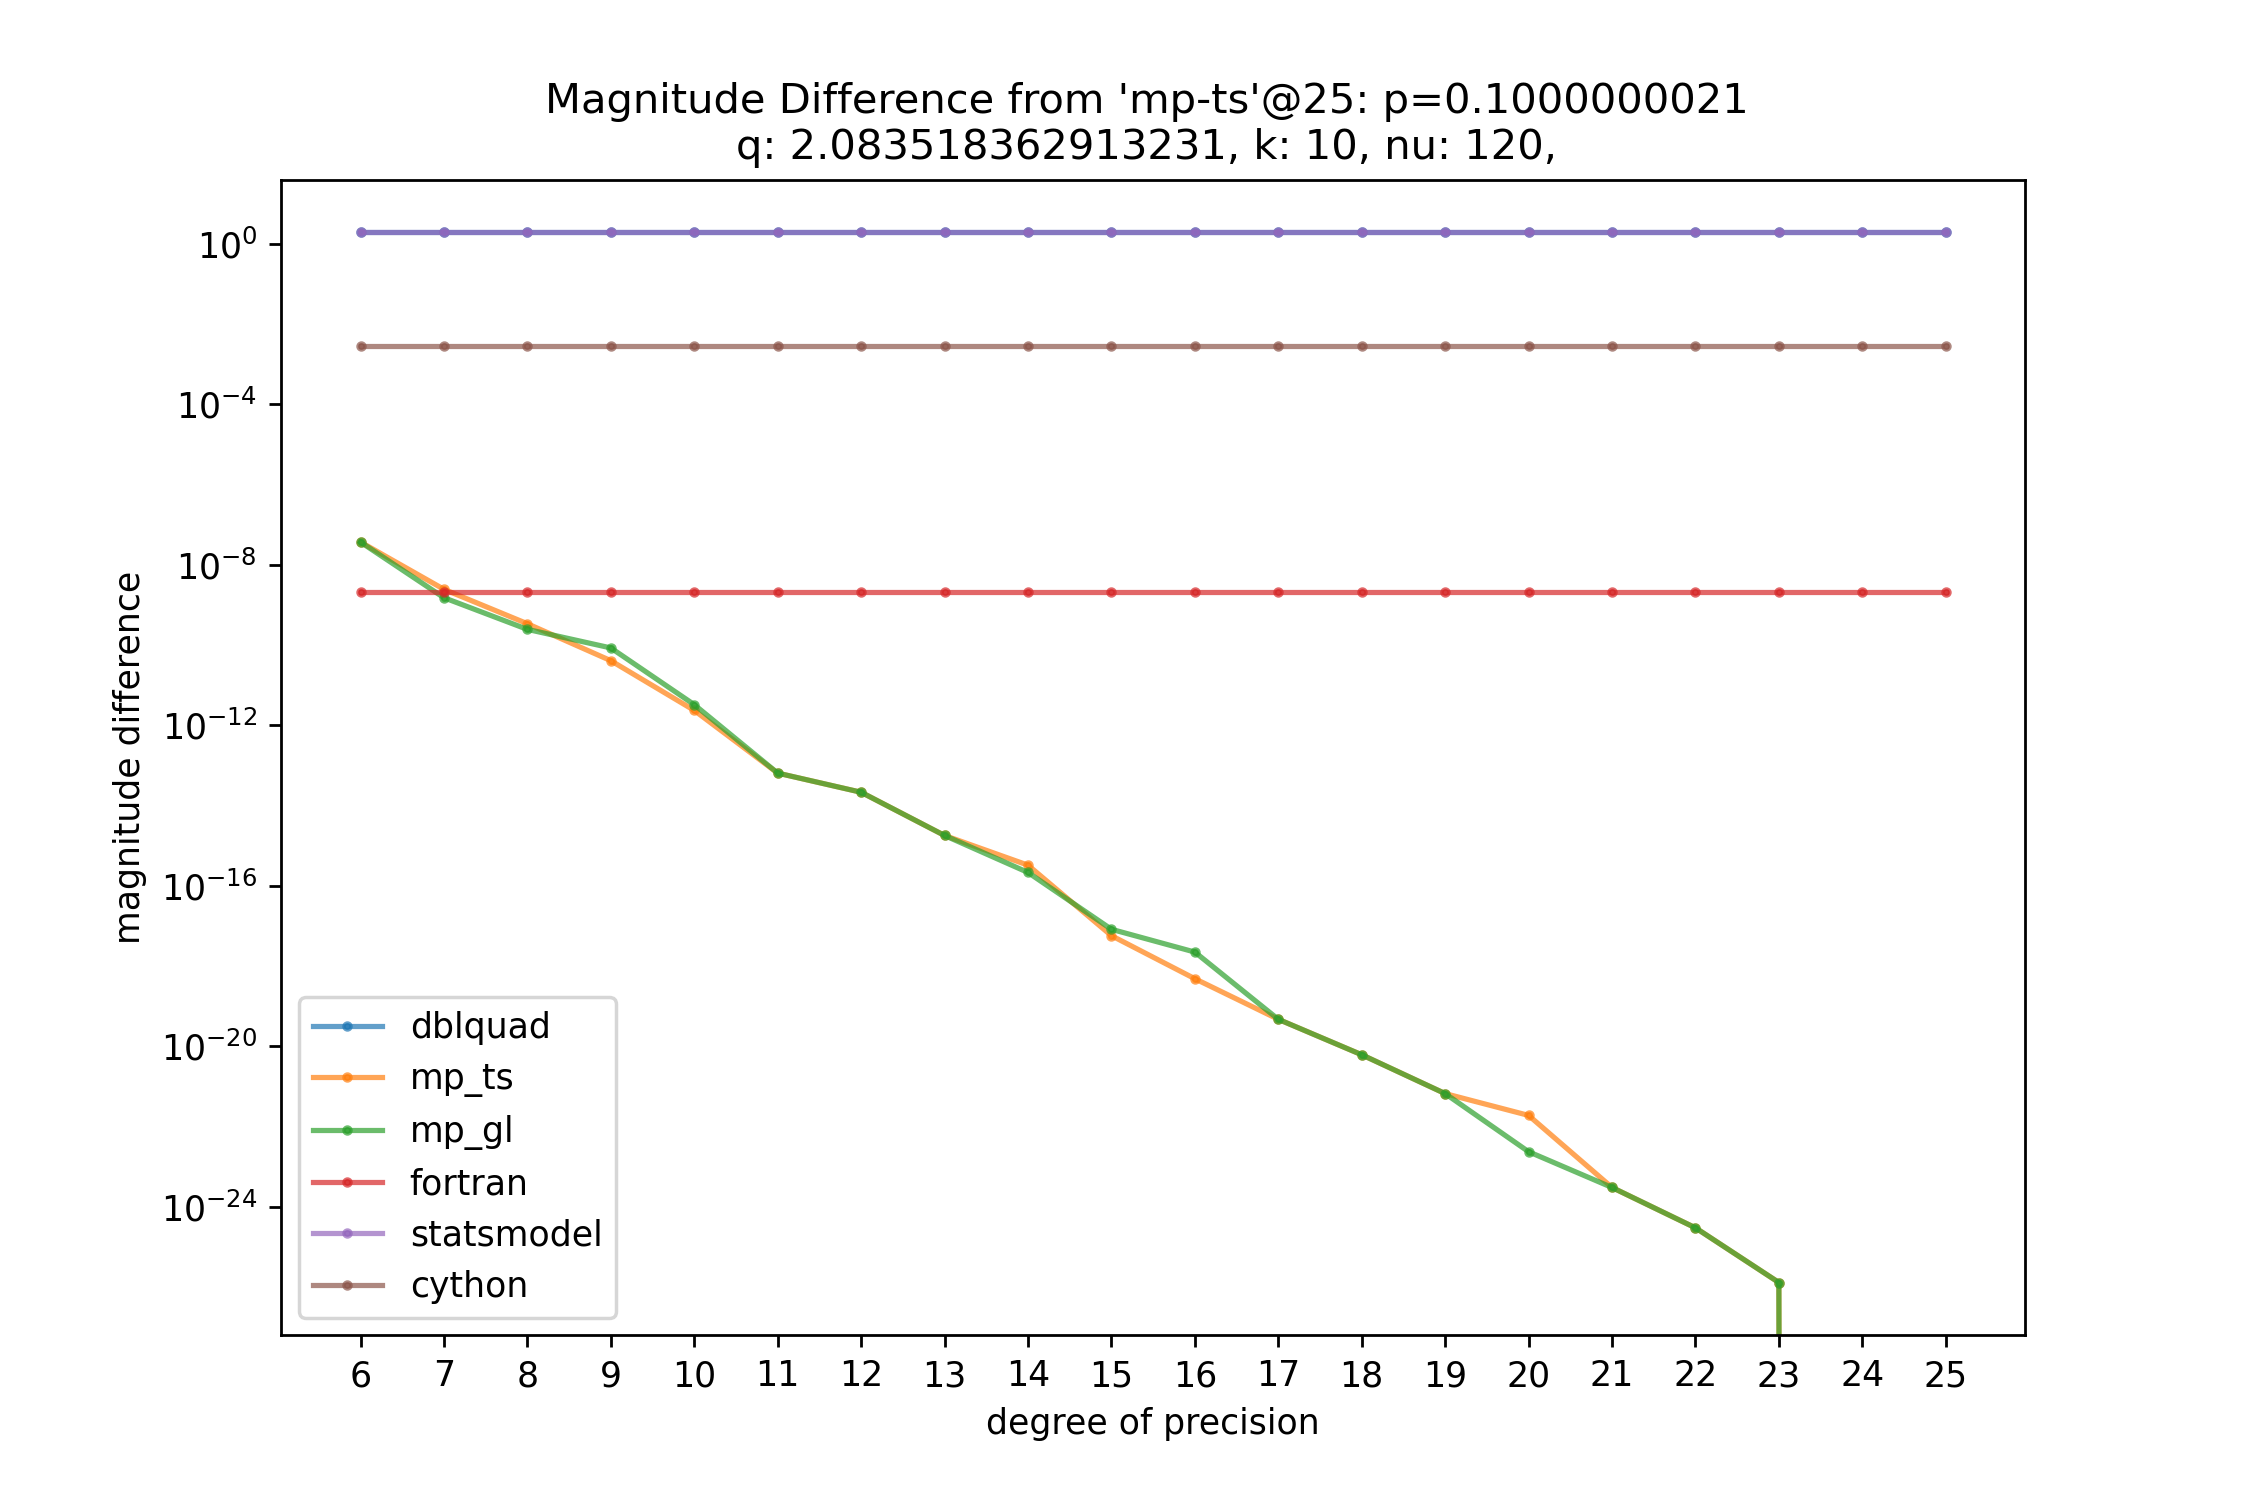 Magnitude Difference from 'mp-ts'@25: p=0.1000000021
q: 2.083518362913231, k: 10, nu: 120,
magnitude difference
10⁰
10⁻⁴
10⁻⁸
10⁻¹²
10⁻¹⁶
10⁻²⁰
10⁻²⁴
dblquad
mp_ts
mp_gl
fortran
statsmodel
cython
6 7 8 9 10 11 12 13 14 15 16 17 18 19 20 21 22 23 24 25
degree of precision